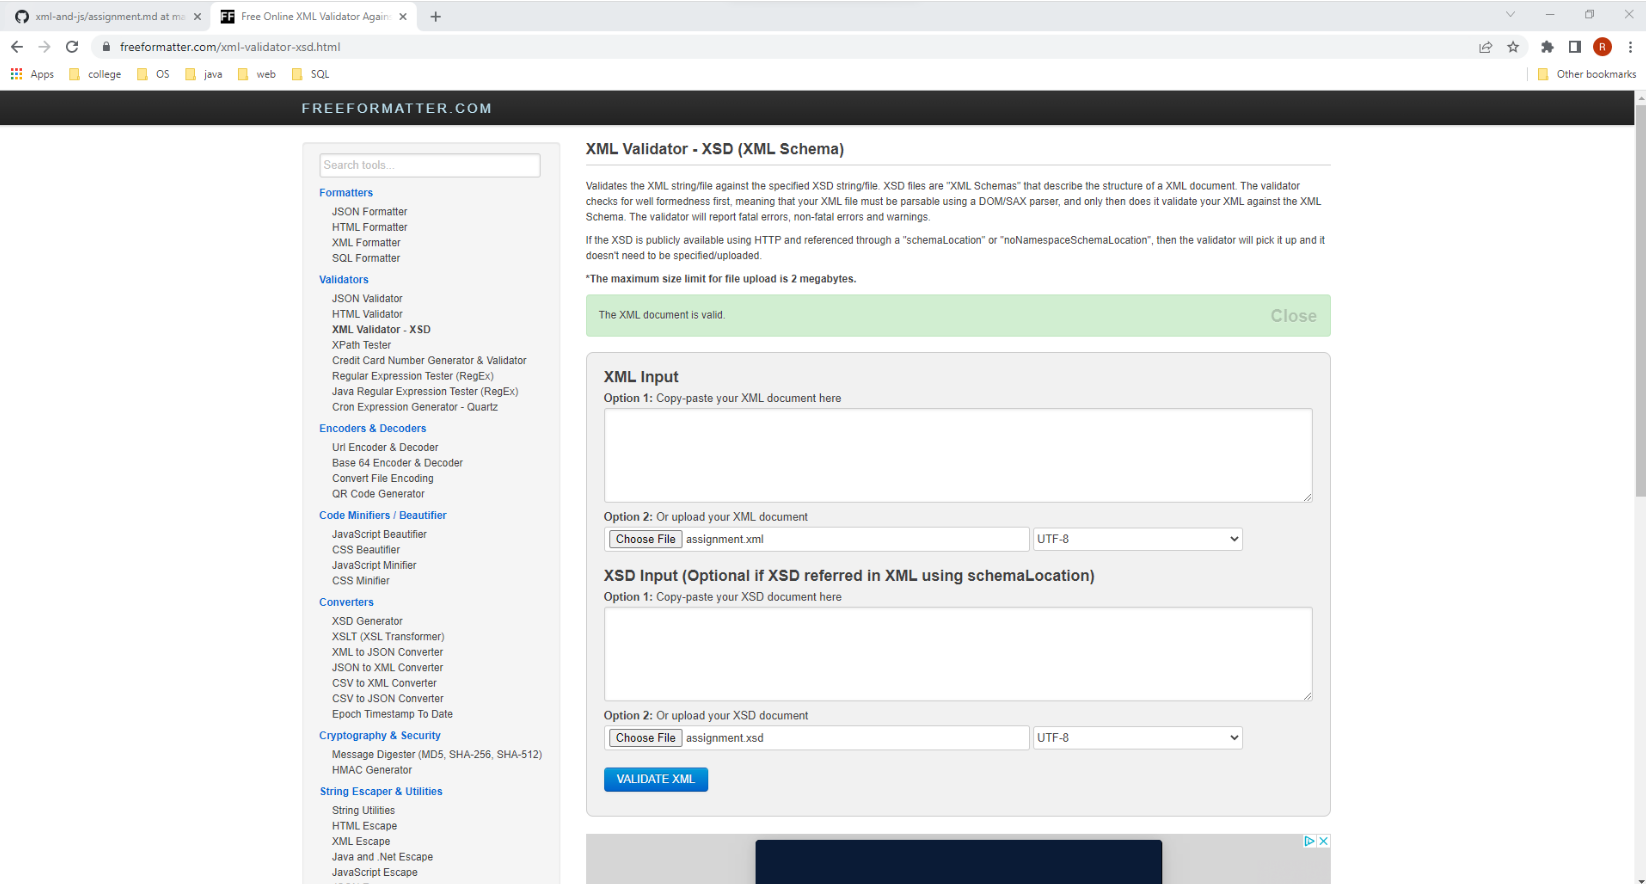 xml-and-js/assignment.md at ma
Free Online XML Validator Again
freeformatter.com/xml-validator-xsd.html
R
Apps
college
OS
java
web
SQL
Other bookmarks
FREEFORMATTER.COM
Search tools...
Formatters
JSON Formatter
HTML Formatter
XML Formatter
SQL Formatter
Validators
JSON Validator
HTML Validator
XML Validator - XSD
XPath Tester
Credit Card Number Generator & Validator
Regular Expression Tester (RegEx)
Java Regular Expression Tester (RegEx)
Cron Expression Generator - Quartz
Encoders & Decoders
Url Encoder & Decoder
Base 64 Encoder & Decoder
Convert File Encoding
QR Code Generator
Code Minifiers / Beautifier
JavaScript Beautifier
CSS Beautifier
JavaScript Minifier
CSS Minifier
Converters
XSD Generator
XSLT (XSL Transformer)
XML to JSON Converter
JSON to XML Converter
CSV to XML Converter
CSV to JSON Converter
Epoch Timestamp To Date
Cryptography & Security
Message Digester (MD5, SHA-256, SHA-512)
HMAC Generator
String Escaper & Utilities
String Utilities
HTML Escape
XML Escape
Java and .Net Escape
JavaScript Escape
XML Validator - XSD (XML Schema)
Validates the XML string/file against the specified XSD string/file. XSD files are "XML Schemas" that describe the structure of a XML document. The validator
checks for well formedness first, meaning that your XML file must be parsable using a DOM/SAX parser, and only then does it validate your XML against the XML
Schema. The validator will report fatal errors, non-fatal errors and warnings.
If the XSD is publicly available using HTTP and referenced through a "schemaLocation" or "noNamespaceSchemaLocation", then the validator will pick it up and it
doesn't need to be specified/uploaded.
*The maximum size limit for file upload is 2 megabytes.
The XML document is valid.
Close
XML Input
Option 1: Copy-paste your XML document here
Option 2: Or upload your XML document
Choose File assignment.xml
UTF-8
XSD Input (Optional if XSD referred in XML using schemaLocation)
Option 1: Copy-paste your XSD document here
Option 2: Or upload your XSD document
Choose File assignment.xsd
UTF-8
VALIDATE XML